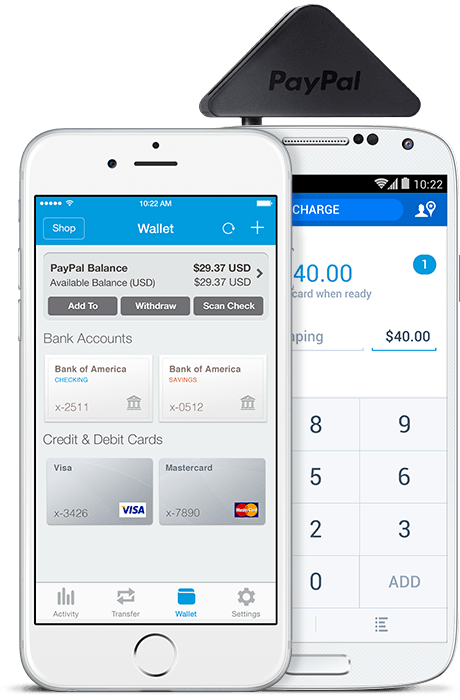 PayPal
10:22 AM
Shop
Wallet
PayPal Balance $29.37 USD
Available Balance (USD) $29.37 USD
Add To Withdraw Scan Check
Bank Accounts
Bank of America Bank of America
CHECKING SAVINGS
x-2511 x-0512
Credit & Debit Cards
Visa Mastercard
x-3426 VISA x-7890 MasterCard
Activity Transfer Wallet Settings
10:22
CHARGE
40.00 1
card when ready
$40.00
8 9
5 6
2 3
0 ADD